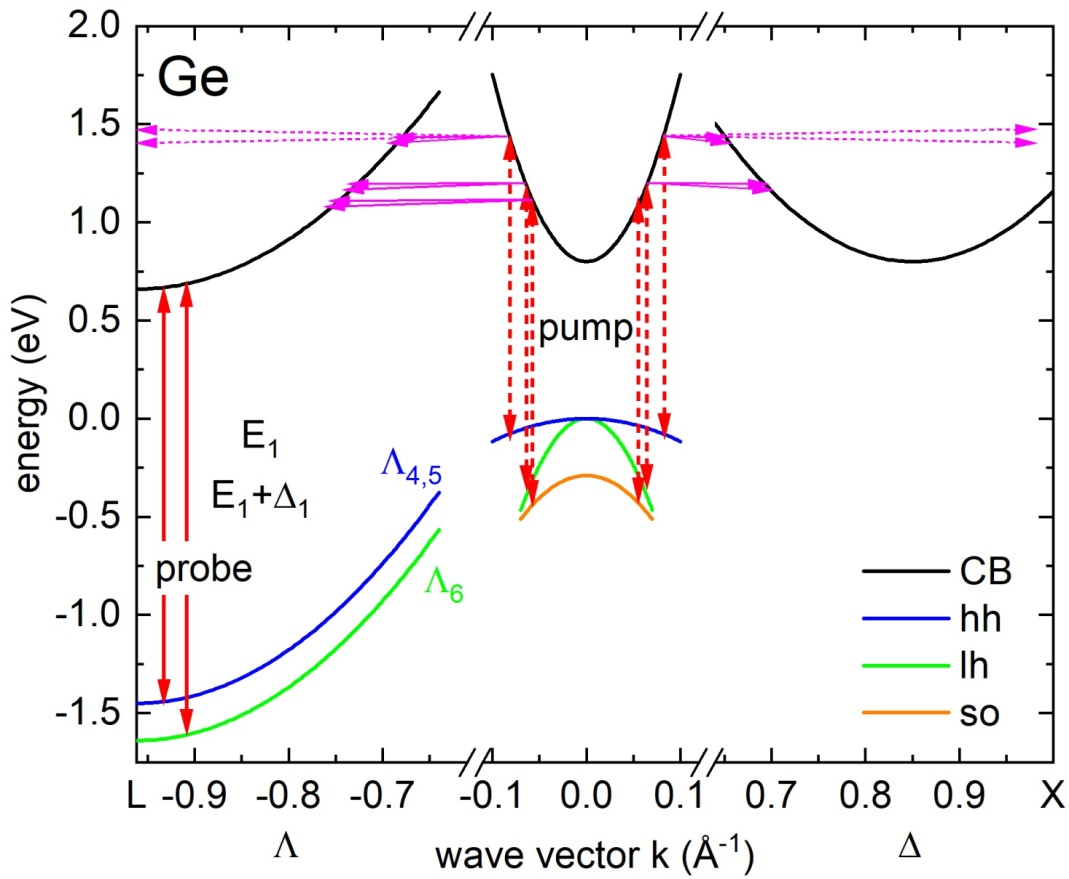 2.0
Ge
1.5
1.0
0.5
0.0
-0.5
-1.0
-1.5
energy (eV)
pump
E₁
E₁+Δ₁
Λ₄,₅
Λ₆
probe
CB
hh
lh
so
L -0.9 -0.8 -0.7 -0.1 0.0 0.1 0.7 0.8 0.9 X
Λ wave vector k (Å⁻¹) Δ